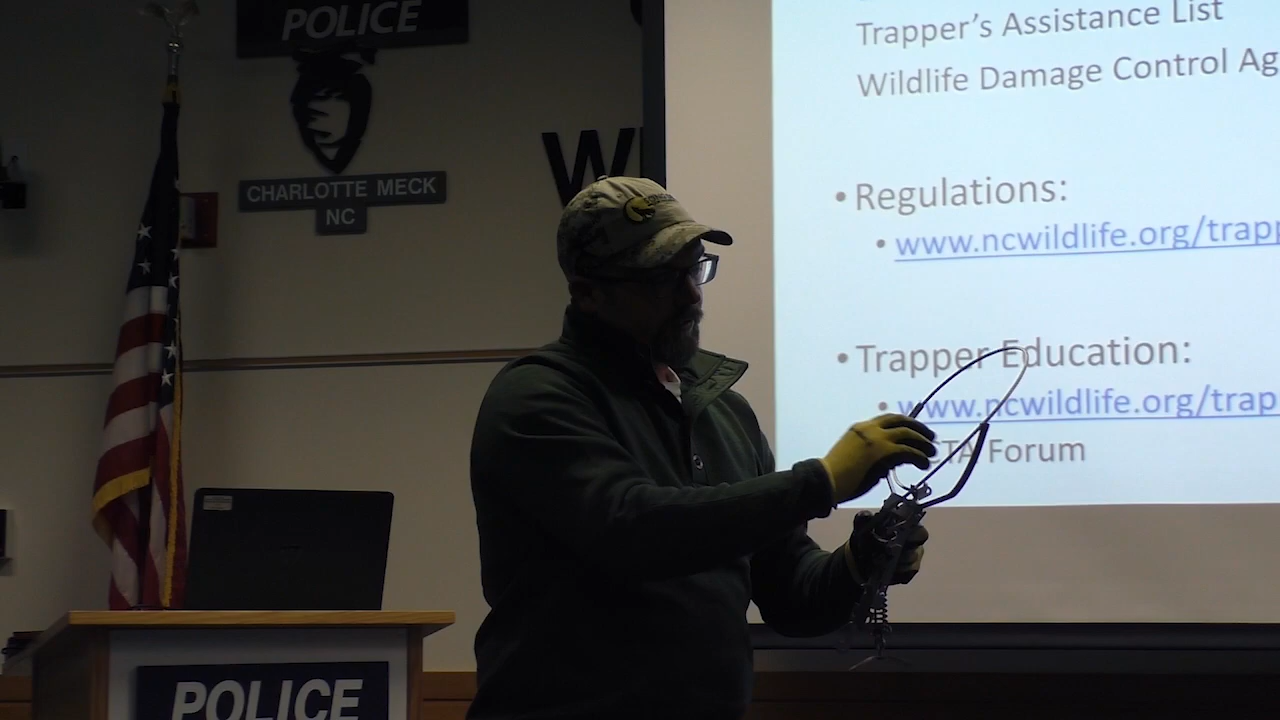 POLICE
CHARLOTTE MECK
NC
W
Trapper's Assistance List
Wildlife Damage Control Ag
• Regulations:
• www.ncwildlife.org/trapp
• Trapper Education:
• www.ncwildlife.org/trap
Forum
POLICE